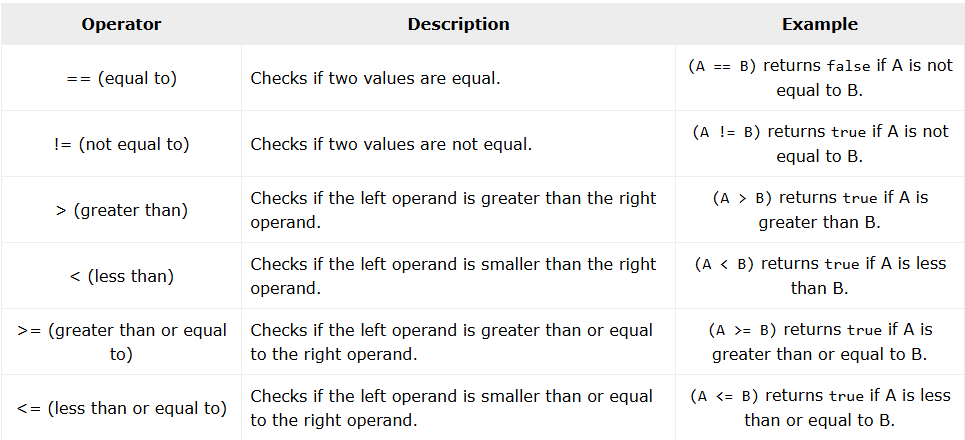 Operator Description Example
== (equal to) Checks if two values are equal. (A == B) returns false if A is not
equal to B.
!= (not equal to) Checks if two values are not equal. (A != B) returns true if A is not
equal to B.
> (greater than) Checks if the left operand is greater than the right
operand. (A > B) returns true if A is
greater than B.
< (less than) Checks if the left operand is smaller than the right
operand. (A < B) returns true if A is less
than B.
>= (greater than or equal
to) Checks if the left operand is greater than or equal
to the right operand. (A >= B) returns true if A is
greater than or equal to B.
<= (less than or equal to) Checks if the left operand is smaller than or equal
to the right operand. (A <= B) returns true if A is less
than or equal to B.